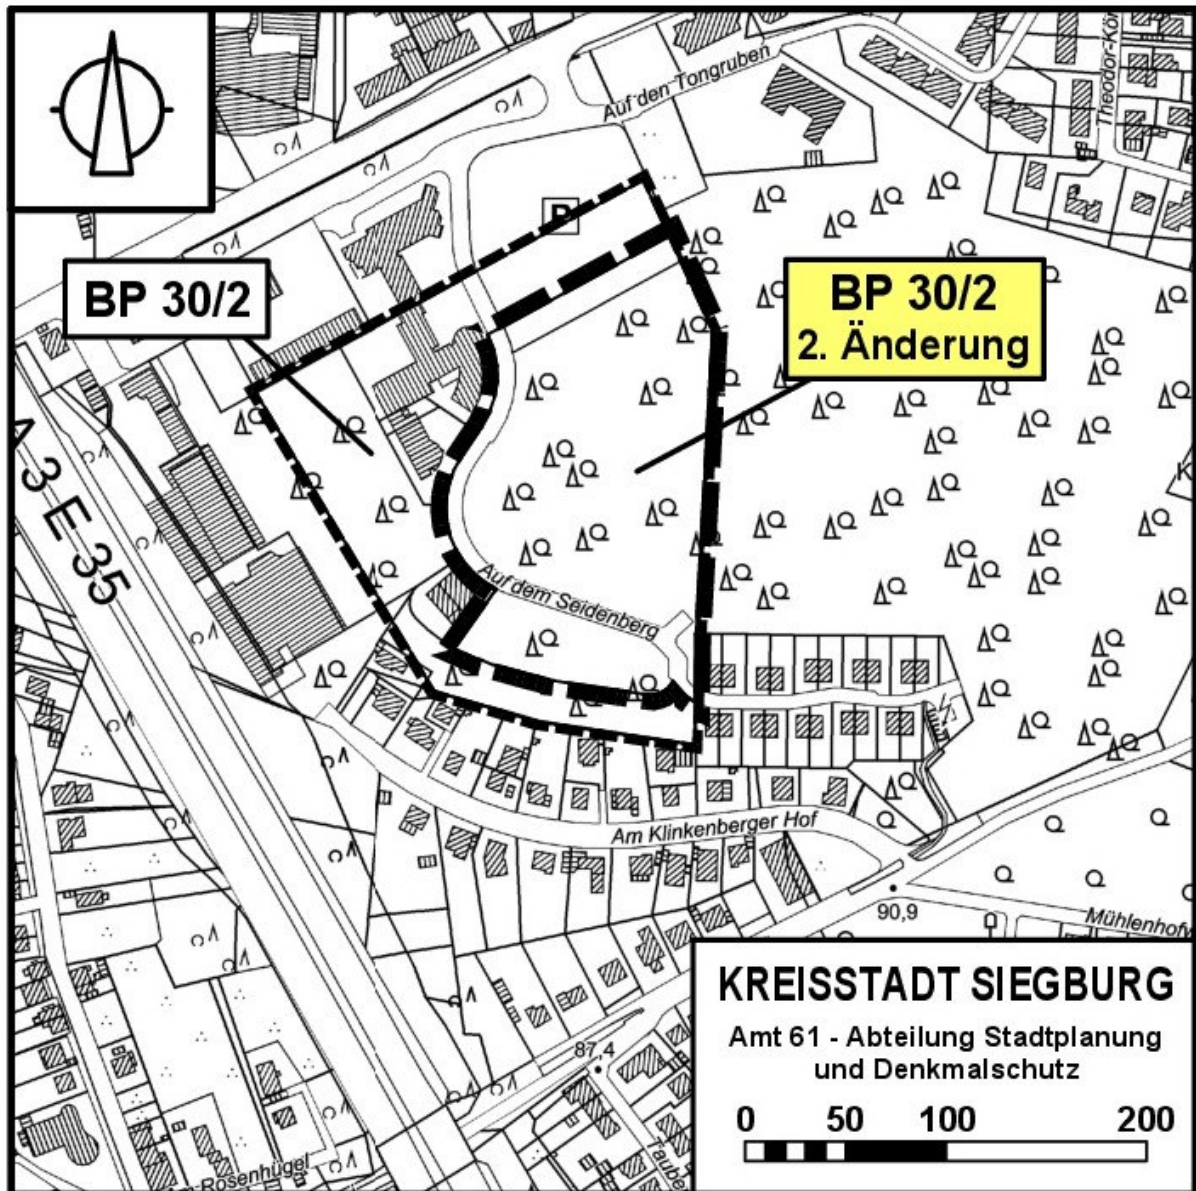 Auf den Tongruben
P
BP 30/2
BP 30/2
2. Änderung
A 3 E 35
Auf dem Seidenberg
Am Klinkenberger Hof
90,9
87,4
KREISSTADT SIEGBURG
Amt 61 - Abteilung Stadtplanung
und Denkmalschutz
0 50 100 200